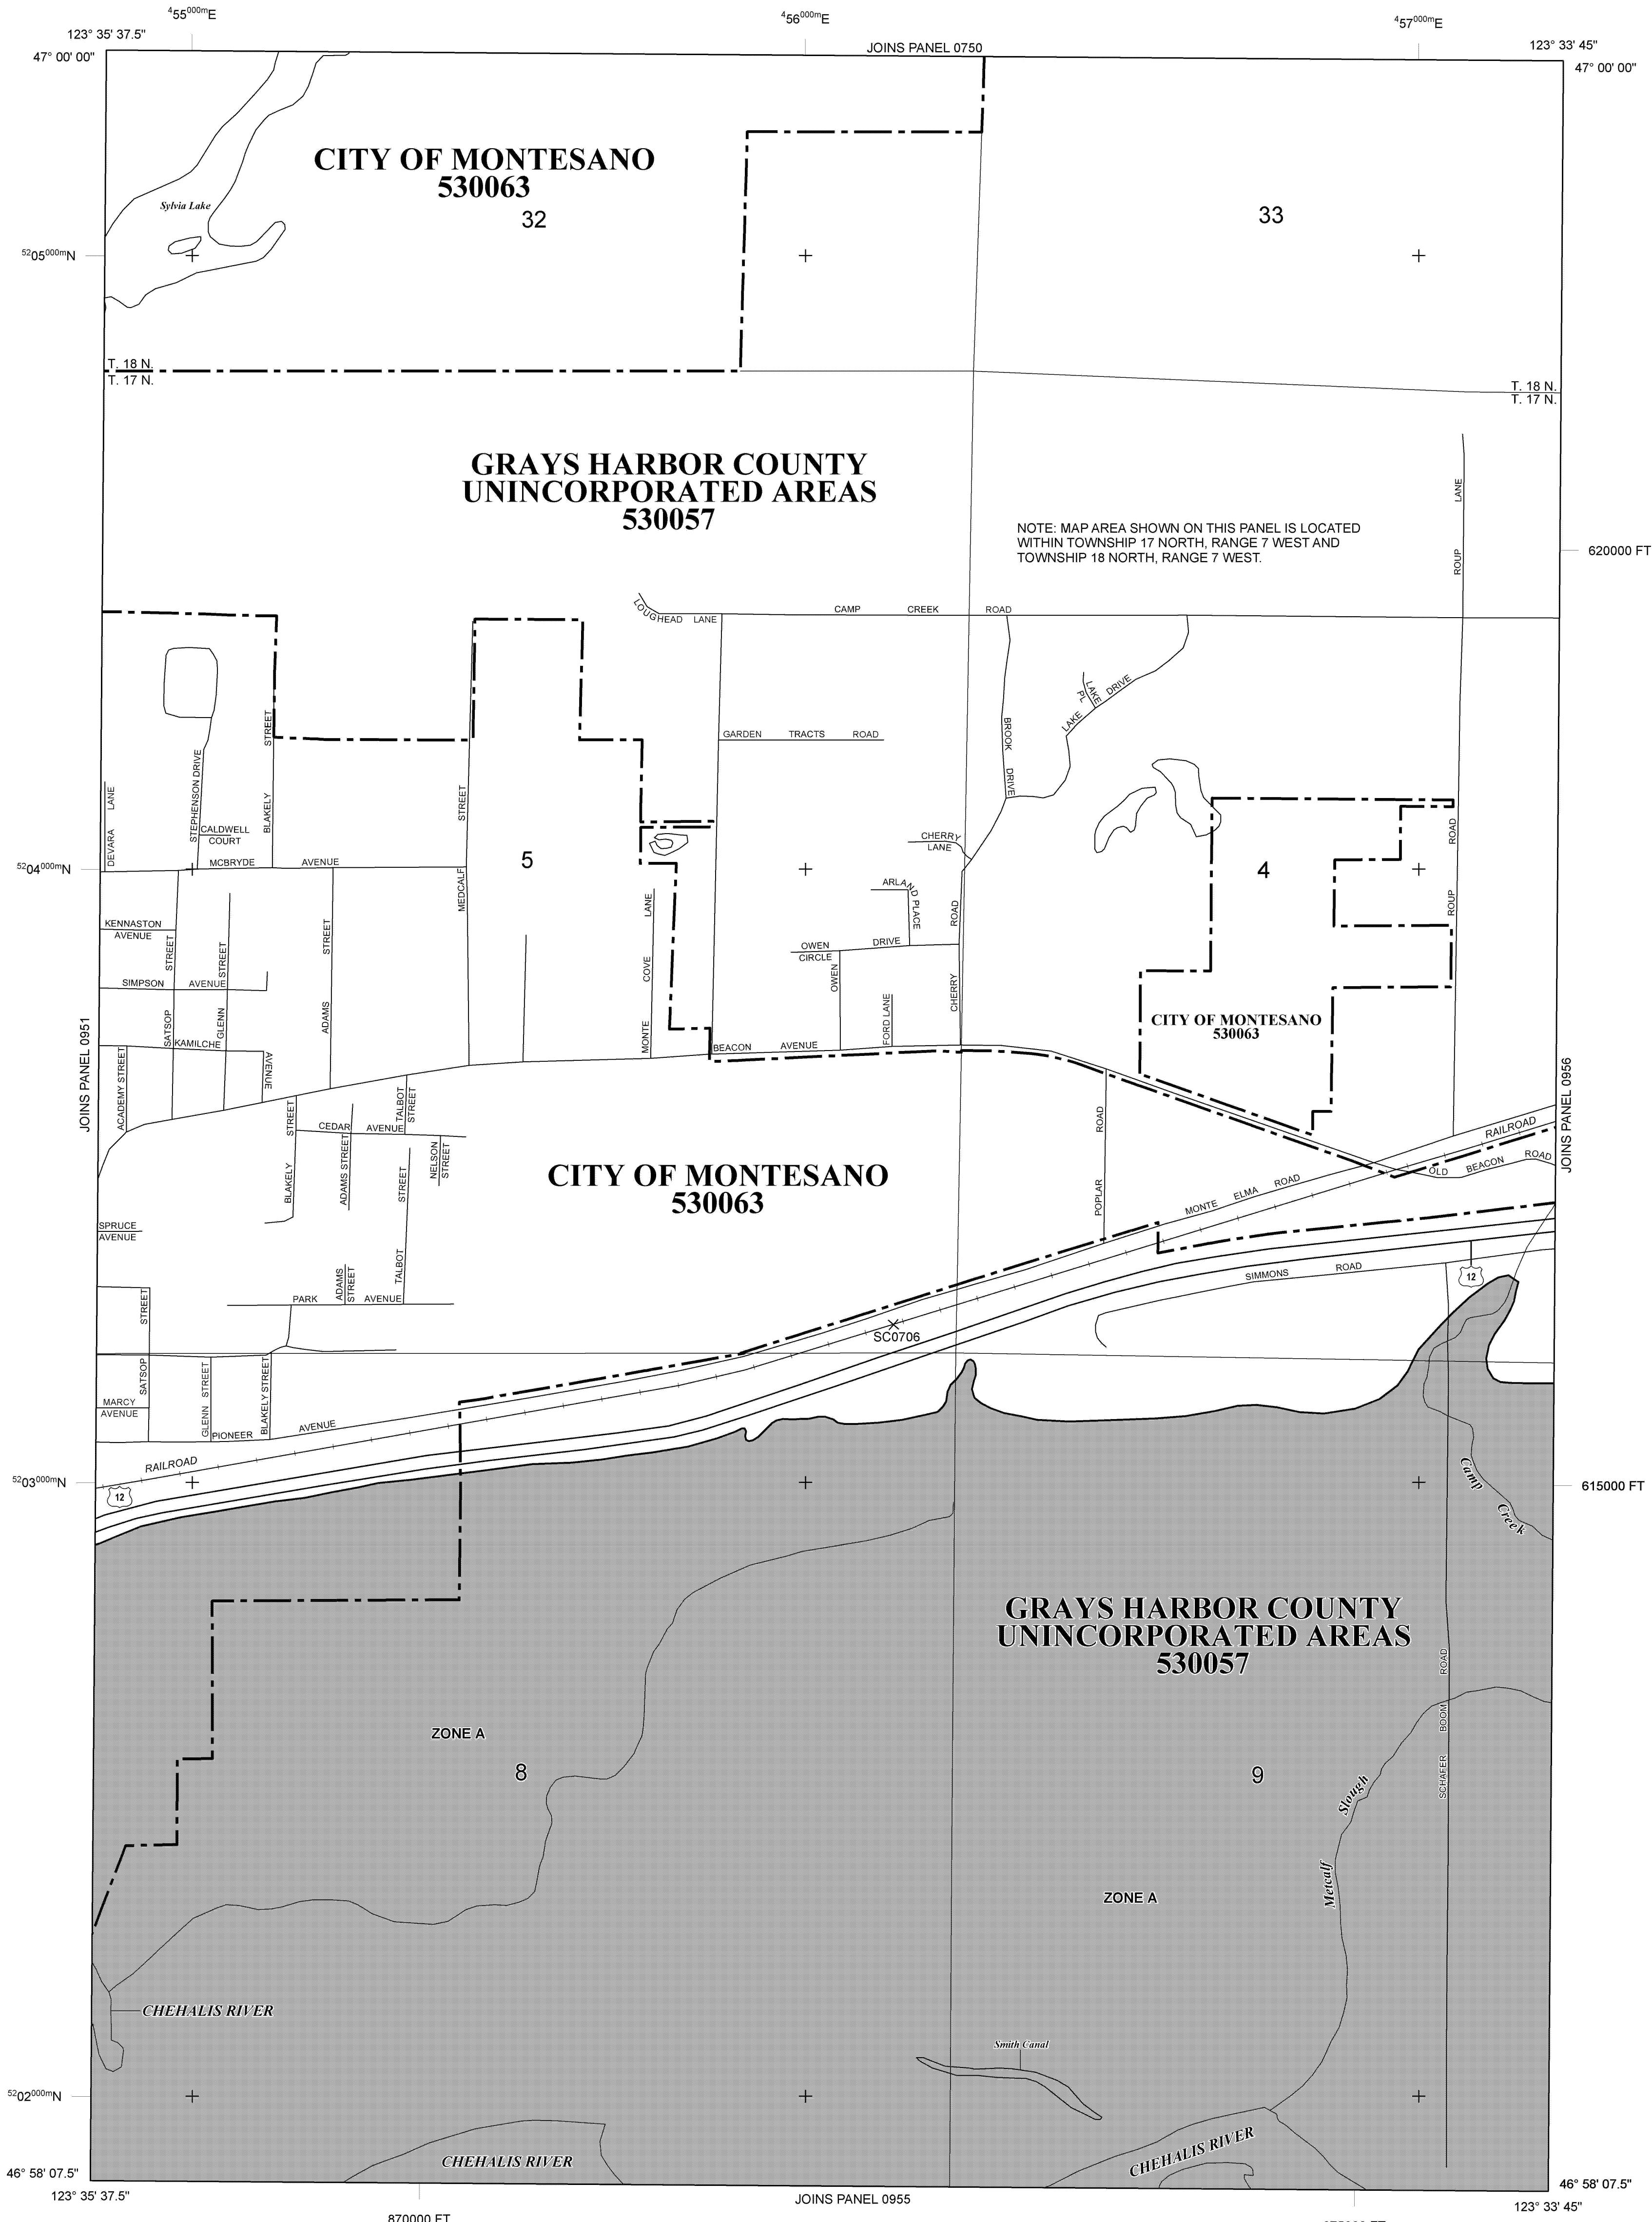 455000mE
456000mE
457000mE
123° 35' 37.5"
JOINS PANEL 0750
123° 33' 45"
47° 00' 00"
47° 00' 00"
CITY OF MONTESANO
530063
32
33
Sylvia Lake
5205000mN
T. 18 N.
T. 17 N.
T. 18 N.
T. 17 N.
GRAYS HARBOR COUNTY
UNINCORPORATED AREAS
530057
NOTE: MAP AREA SHOWN ON THIS PANEL IS LOCATED
WITHIN TOWNSHIP 17 NORTH, RANGE 7 WEST AND
TOWNSHIP 18 NORTH, RANGE 7 WEST.
620000 FT
ROUP LANE
LOUGHEAD LANE
CAMP CREEK ROAD
LAKE PL
LAKE DRIVE
BROOK DRIVE
GARDEN TRACTS ROAD
DEVARA LANE
STEPHENSON DRIVE
BLAKELY STREET
CALDWELL
COURT
MEDCALF STREET
MCBRYDE AVENUE
5
CHERRY
LANE
4
ROUP ROAD
5204000mN
ARLAND PLACE
KENNASTON
AVENUE
SATSOP STREET
GLENN STREET
ADAMS STREET
MONTE COVE LANE
OWEN DRIVE
CIRCLE
OWEN
FORD LANE
CHERRY ROAD
SIMPSON AVENUE
KAMILCHE AVENUE
BEACON AVENUE
CITY OF MONTESANO
530063
JOINS PANEL 0951
JOINS PANEL 0956
ACADEMY STREET
BLAKELY STREET
CEDAR AVENUE
TALBOT STREET
ADAMS STREET
NELSON STREET
TALBOT STREET
CITY OF MONTESANO
530063
POPLAR ROAD
MONTE ELMA ROAD
RAILROAD
OLD BEACON ROAD
SPRUCE
AVENUE
SATSOP STREET
ADAMS STREET
PARK AVENUE
SIMMONS ROAD
12
SC0706
MARCY
AVENUE
GLENN STREET
BLAKELY STREET
PIONEER AVENUE
RAILROAD
12
5203000mN
615000 FT
Camp Creek
GRAYS HARBOR COUNTY
UNINCORPORATED AREAS
530057
SCHAFER BOOM ROAD
ZONE A
8
9
Metcalf Slough
ZONE A
CHEHALIS RIVER
Smith Canal
5202000mN
CHEHALIS RIVER
CHEHALIS RIVER
46° 58' 07.5"
46° 58' 07.5"
123° 35' 37.5"
JOINS PANEL 0955
123° 33' 45"
870000 FT